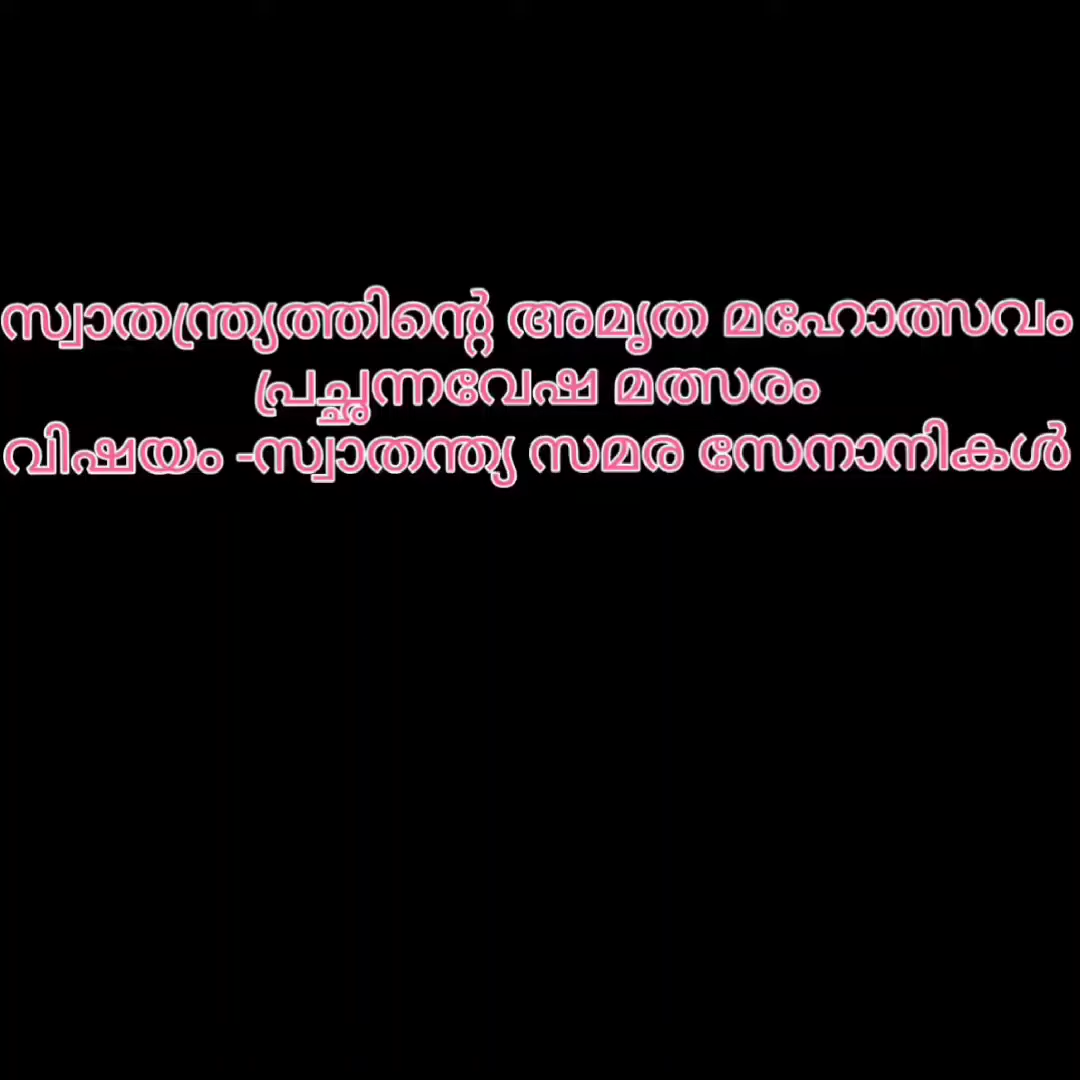 സ്വാതന്ത്ര്യത്തിന്റെ അമൃത മഹോത്സവം
പ്രച്ഛന്നവേഷ മത്സരം
വിഷയം -സ്വാതന്ത്യ സമര സേനാനികൾ